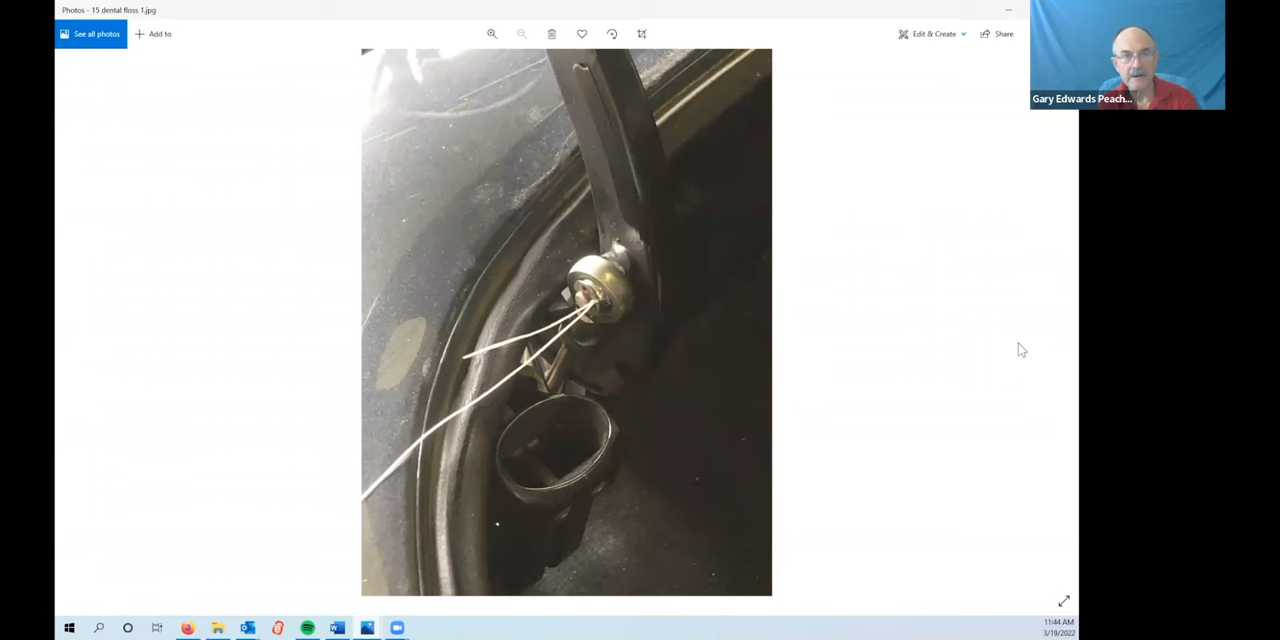 Photos - 15 dental floss 1.jpg
See all photos
Add to
Edit & Create
Share
Gary Edwards Peach...
11:44 AM
3/19/2022